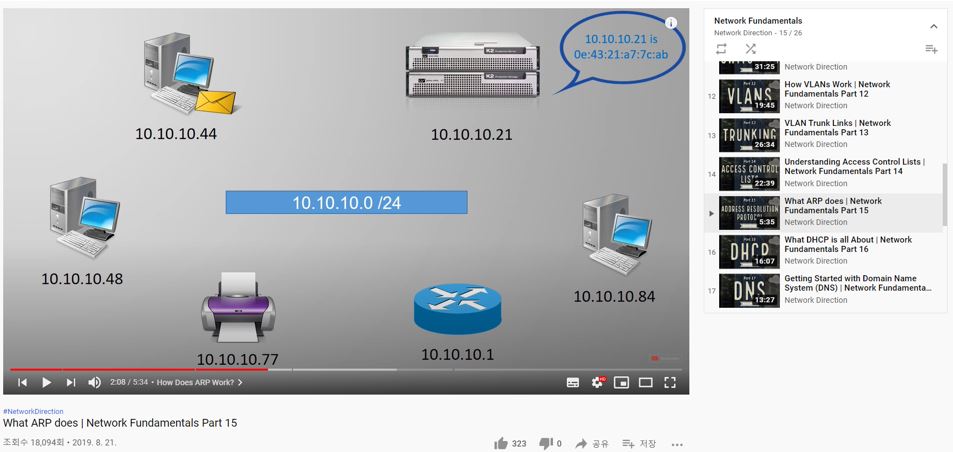 10.10.10.21 is
0e:43:21:a7:7c:ab
10.10.10.44
10.10.10.21
10.10.10.0 /24
10.10.10.48
10.10.10.84
10.10.10.77
10.10.10.1
2:08 / 5:34 • How Does ARP Work? >
#NetworkDirection
What ARP does | Network Fundamentals Part 15
조회수 18,094회 • 2019. 8. 21.
323
0
공유
저장
Network Fundamentals
Network Direction - 15 / 26
31:25
Network Direction
12
VLANS
19:45
How VLANs Work | Network
Fundamentals Part 12
Network Direction
13
TRUNKING
26:34
VLAN Trunk Links | Network
Fundamentals Part 13
Network Direction
14
ACCESS CONTROL
LISTS
22:39
Understanding Access Control Lists |
Network Fundamentals Part 14
Network Direction
ADDRESS RESOLUTION
PROTOCOL
5:35
What ARP does | Network
Fundamentals Part 15
Network Direction
16
DHCP
16:07
What DHCP is all About | Network
Fundamentals Part 16
Network Direction
17
DNS
13:27
Getting Started with Domain Name
System (DNS) | Network Fundamenta...
Network Direction